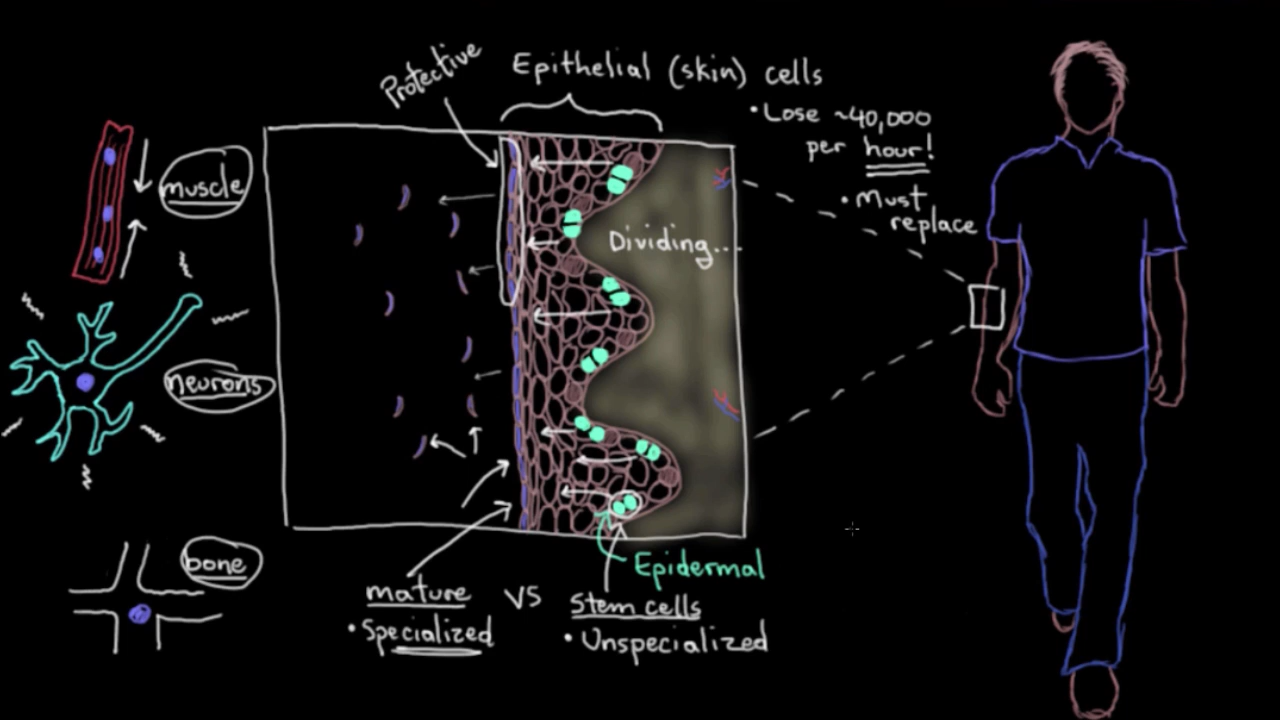 Protective
Epithelial (skin) cells
• Lose ~40,000
per hour!
• Must
replace
muscle
Dividing...
neurons
bone
Epidermal
mature vs Stem cells
• Specialized
• Unspecialized